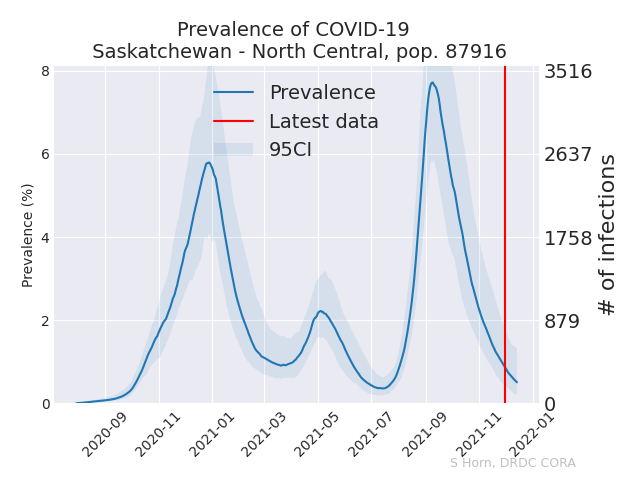 Prevalence of COVID-19
Saskatchewan - North Central, pop. 87916
Prevalence
Latest data
95CI
Prevalence (%)
8
6
4
2
0
3516
2637
1758
879
0
# of infections
2020-09
2020-11
2021-01
2021-03
2021-05
2021-07
2021-09
2021-11
2022-01
S Horn, DRDC CORA